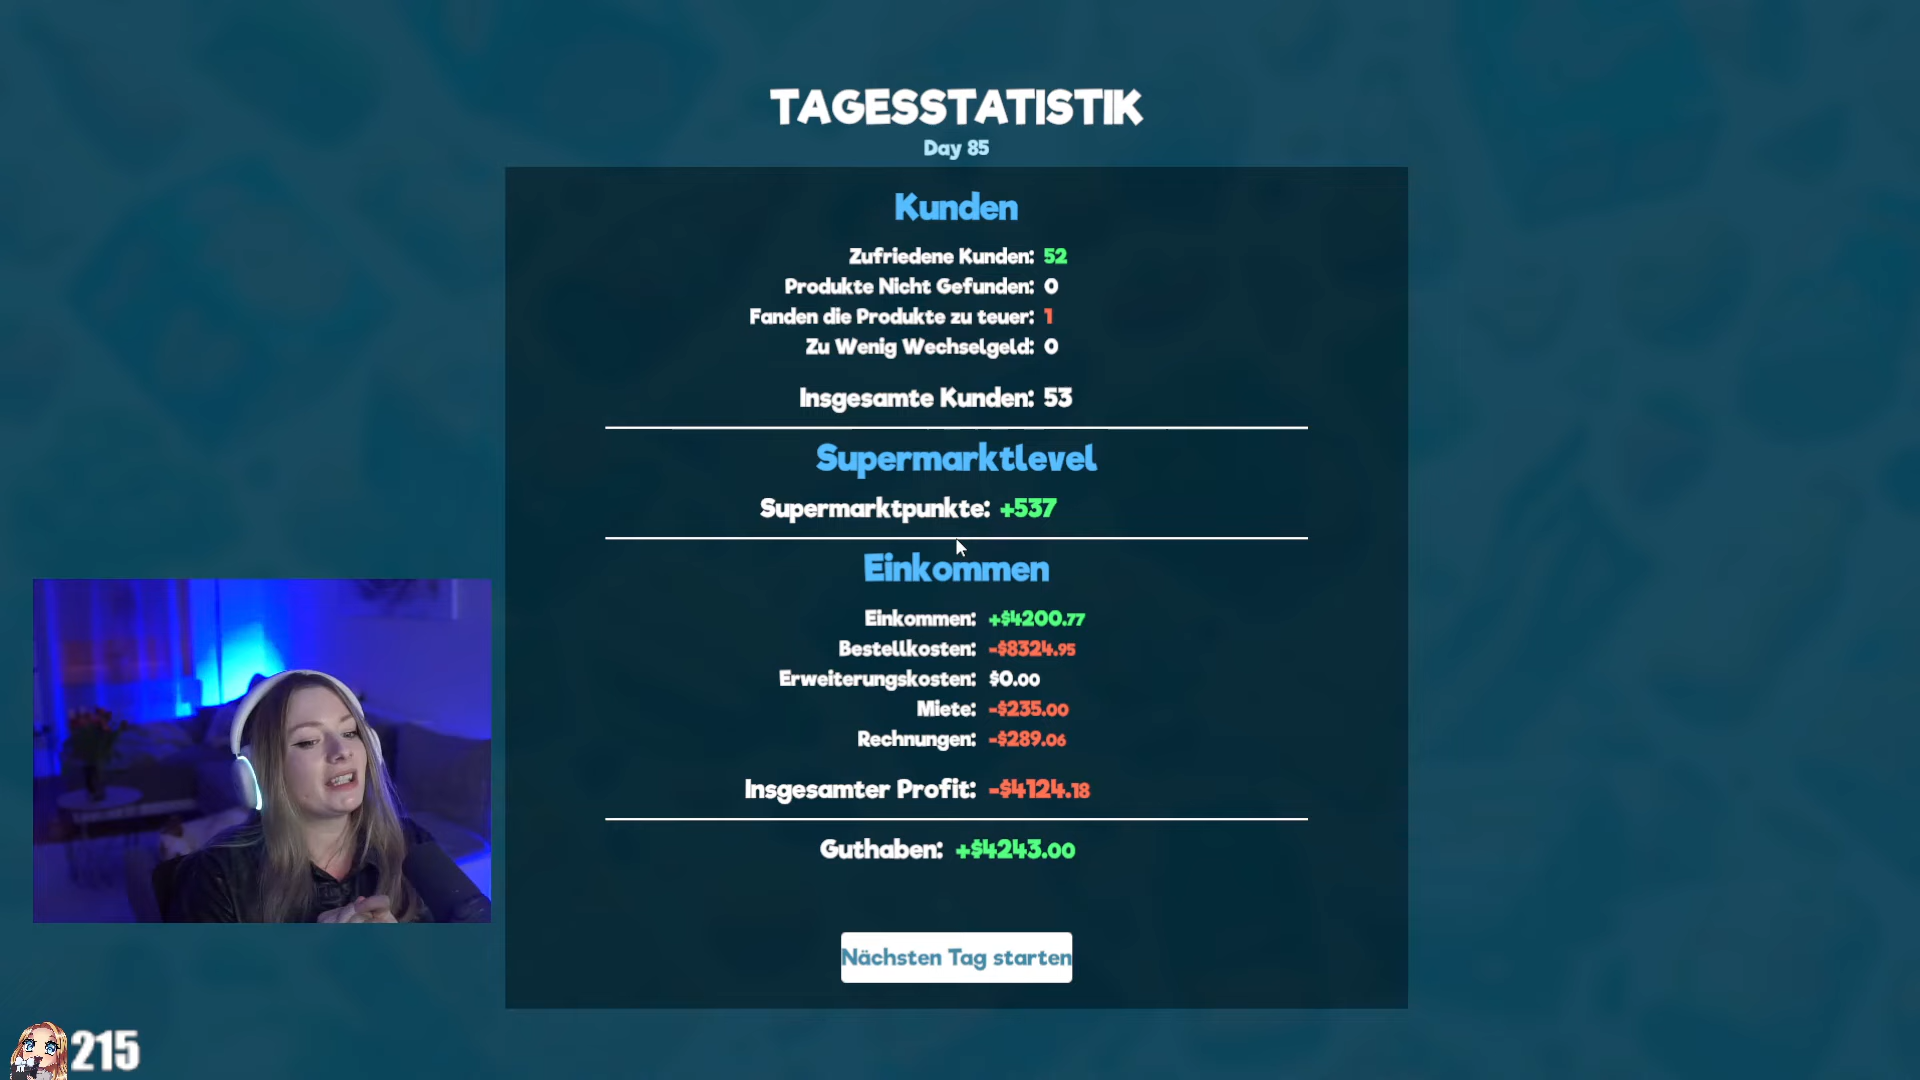 TAGESSTATISTIK
Day 85
Kunden
Zufriedene Kunden: 52
Produkte Nicht Gefunden: 0
Fanden die Produkte zu teuer: 1
Zu Wenig Wechselgeld: 0
Insgesamte Kunden: 53
Supermarktlevel
Supermarktpunkte: +537
Einkommen
Einkommen: +$4200.77
Bestellkosten: -$8324.95
Erweiterungskosten: $0.00
Miete: -$235.00
Rechnungen: -$289.06
Insgesamter Profit: -$4124.18
Guthaben: +$4243.00
Nächsten Tag starten
215